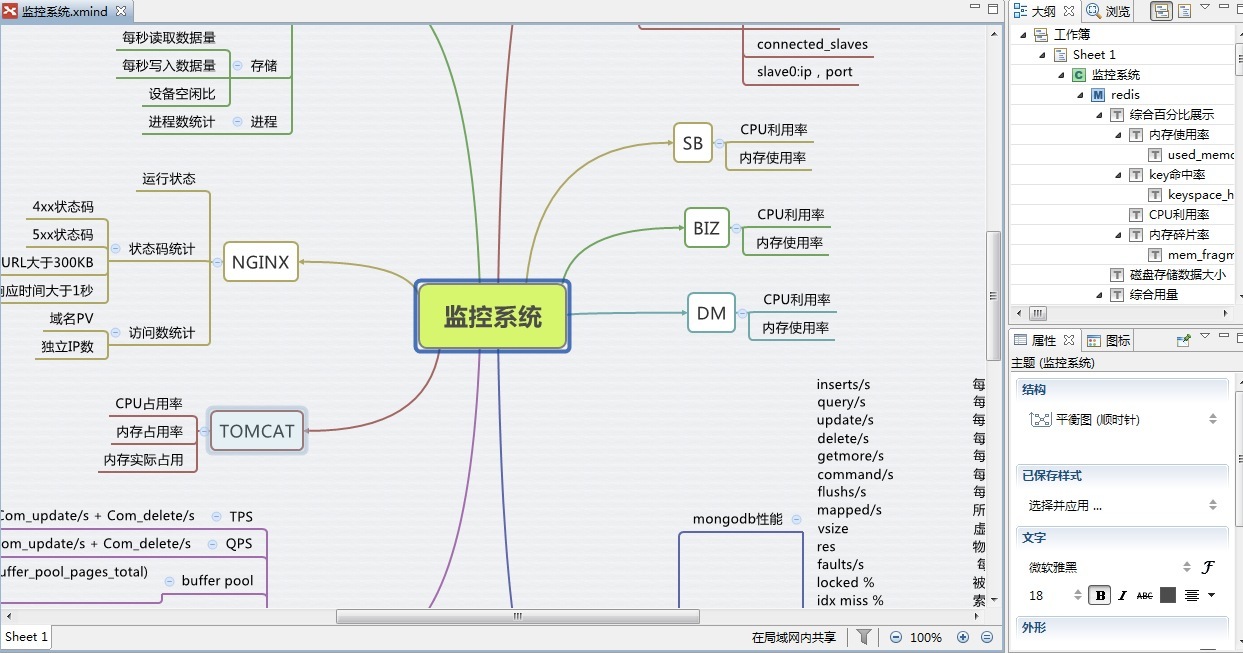 监控系统.xmind
每秒读取数据量
每秒写入数据量
存储
设备空闲比
进程数统计
进程
运行状态
4xx状态码
5xx状态码
状态码统计
URL大于300KB
应时间大于1秒
域名PV
访问数统计
独立IP数
NGINX
CPU占用率
内存占用率
内存实际占用
TOMCAT
Com_update/s + Com_delete/s
TPS
om_update/s + Com_delete/s
QPS
uffer_pool_pages_total)
buffer pool
监控系统
connected_slaves
slave0:ip，port
SB
CPU利用率
内存使用率
BIZ
CPU利用率
内存使用率
DM
CPU利用率
内存使用率
mongodb性能
inserts/s 每
query/s 每
update/s 每
delete/s 每
getmore/s 每
command/s 每
flushs/s 每
mapped/s 所
vsize 虚
res 物
faults/s 每
locked % 被
idx miss % 索
Sheet 1
在局域网内共享
100%
大纲
浏览
工作簿
Sheet 1
监控系统
redis
综合百分比展示
内存使用率
used_memo
key命中率
keyspace_h
CPU利用率
内存碎片率
mem_fragm
磁盘存储数据大小
综合用量
属性
图标
主题 (监控系统)
结构
平衡图 (顺时针)
已保存样式
选择并应用 ...
文字
微软雅黑
18
B I ABC
外形